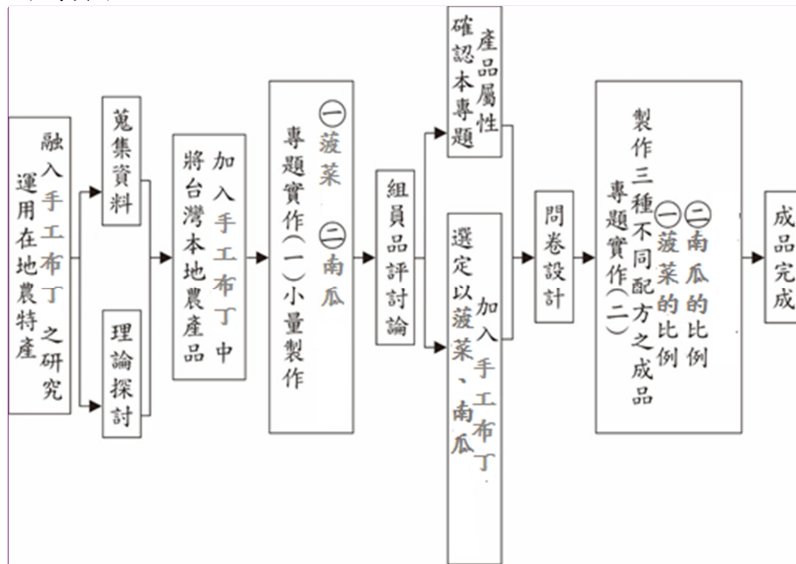 運用在地農特產
融入手工布丁之研究
蒐集資料
理論探討
將台灣本地農產品
加入手工布丁中
專題實作(一)小量製作
㊀菠菜 ㊁南瓜
組員品評討論
確認本專題
產品屬性
選定以菠菜、南瓜
加入手工布丁
問卷設計
專題實作(二)
製作三種不同配方之成品
㊀菠菜的比例
㊁南瓜的比例
成品完成